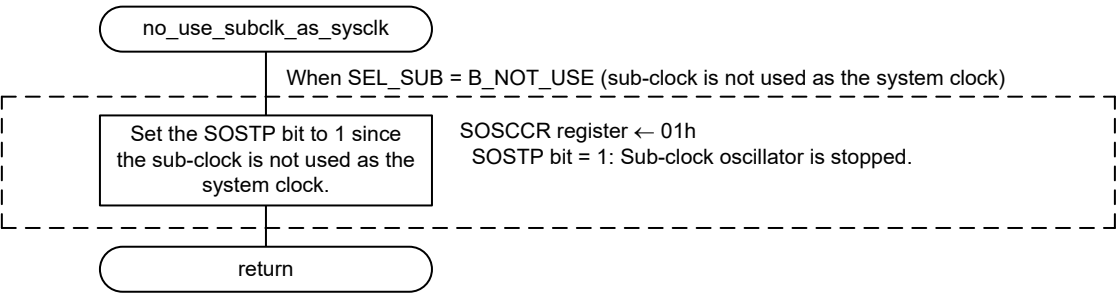 no_use_subclk_as_sysclk
When SEL_SUB = B_NOT_USE (sub-clock is not used as the system clock)
Set the SOSTP bit to 1 since
the sub-clock is not used as the
system clock.
SOSCCR register ← 01h
SOSTP bit = 1: Sub-clock oscillator is stopped.
return